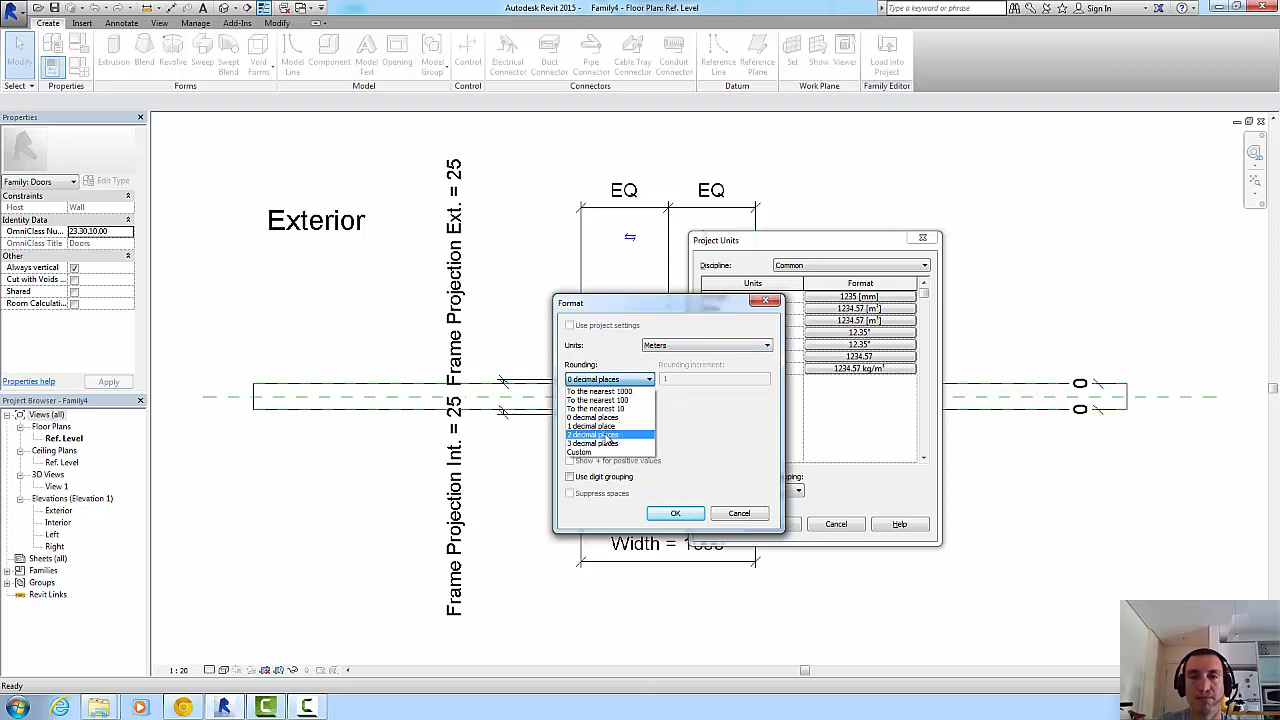 Autodesk Revit 2015 - Family4 - Floor Plan: Ref. Level
Type a keyword or phrase
Sign In
Create
Insert
Annotate
View
Manage
Add-Ins
Modify
Modify
Extrusion
Blend
Revolve
Sweep
Swept Blend
Void Forms
Model Line
Component
Model Text
Opening
Model Group
Control
Electrical Connector
Duct Connector
Pipe Connector
Cable Tray Connector
Conduit Connector
Reference Line
Reference Plane
Set
Show
Viewer
Load into Project
Select
Properties
Forms
Model
Control
Connectors
Datum
Work Plane
Family Editor
Properties
Family: Doors
Edit Type
Constraints
Host
Wall
Identity Data
OmniClass Nu...
23.30.10.00
OmniClass Title
Doors
Other
Always vertical
Cut with Voids
Shared
Room Calculati...
Properties help
Apply
Project Browser - Family4
Views (all)
Floor Plans
Ref. Level
Ceiling Plans
Ref. Level
3D Views
View 1
Elevations (Elevation 1)
Exterior
Interior
Left
Right
Sheets (all)
Families
Groups
Revit Links
Exterior
Frame Projection Ext. = 25
Frame Projection Int. = 25
EQ
EQ
0
0
Width =
Project Units
Discipline:
Common
Units
Format
1235 [mm]
1234.57 [m²]
1234.57 [m³]
12.35°
12.35°
1234.57
1234.57 kg/m³
Cancel
Help
Format
Use project settings
Units:
Meters
Rounding:
Rounding increment:
0 decimal places
1
To the nearest 1000
To the nearest 100
To the nearest 10
0 decimal places
1 decimal place
2 decimal places
3 decimal places
Custom
Show + for positive values
Use digit grouping
Suppress spaces
OK
Cancel
1 : 20
Ready